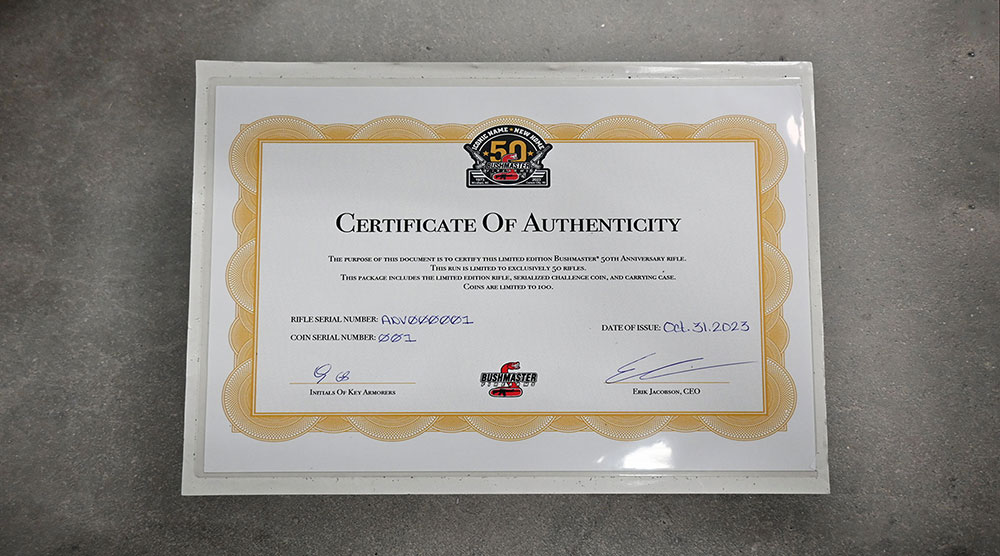 ICONIC NAME ★ NEW HOME
50
BUSHMASTER
CERTIFICATE OF AUTHENTICITY
THE PURPOSE OF THIS DOCUMENT IS TO CERTIFY THIS LIMITED EDITION BUSHMASTER® 50TH ANNIVERSARY RIFLE.
THIS RUN IS LIMITED TO EXCLUSIVELY 50 RIFLES.
THIS PACKAGE INCLUDES THE LIMITED EDITION RIFLE, SERIALIZED CHALLENGE COIN, AND CARRYING CASE.
COINS ARE LIMITED TO 100.
RIFLE SERIAL NUMBER: ADV000001
COIN SERIAL NUMBER: 001
DATE OF ISSUE: Oct. 31. 2023
INITIALS OF KEY ARMORERS
BUSHMASTER
FIREARMS
ERIK JACOBSON, CEO